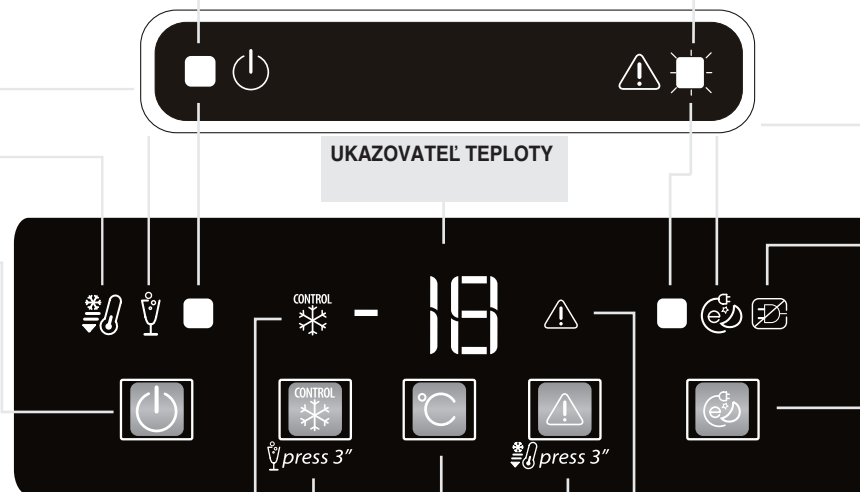 UKAZOVATEĽ TEPLOTY
CONTROL
-18
CONTROL
°C
press 3″
press 3″